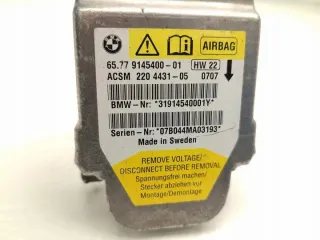 AIRBAG
65.77 9145400-01 HW 22
ACSM 220 4431-05 0707
BMW-Nr: *31914540001Y*
Serien-Nr: *07B044MA03193*
Made in Sweden
REMOVE VOLTAGE/
DISCONNECT BEFORE REMOVAL
Spannungsfrei machen/
Stecker abziehen vor
Montage/Demontage